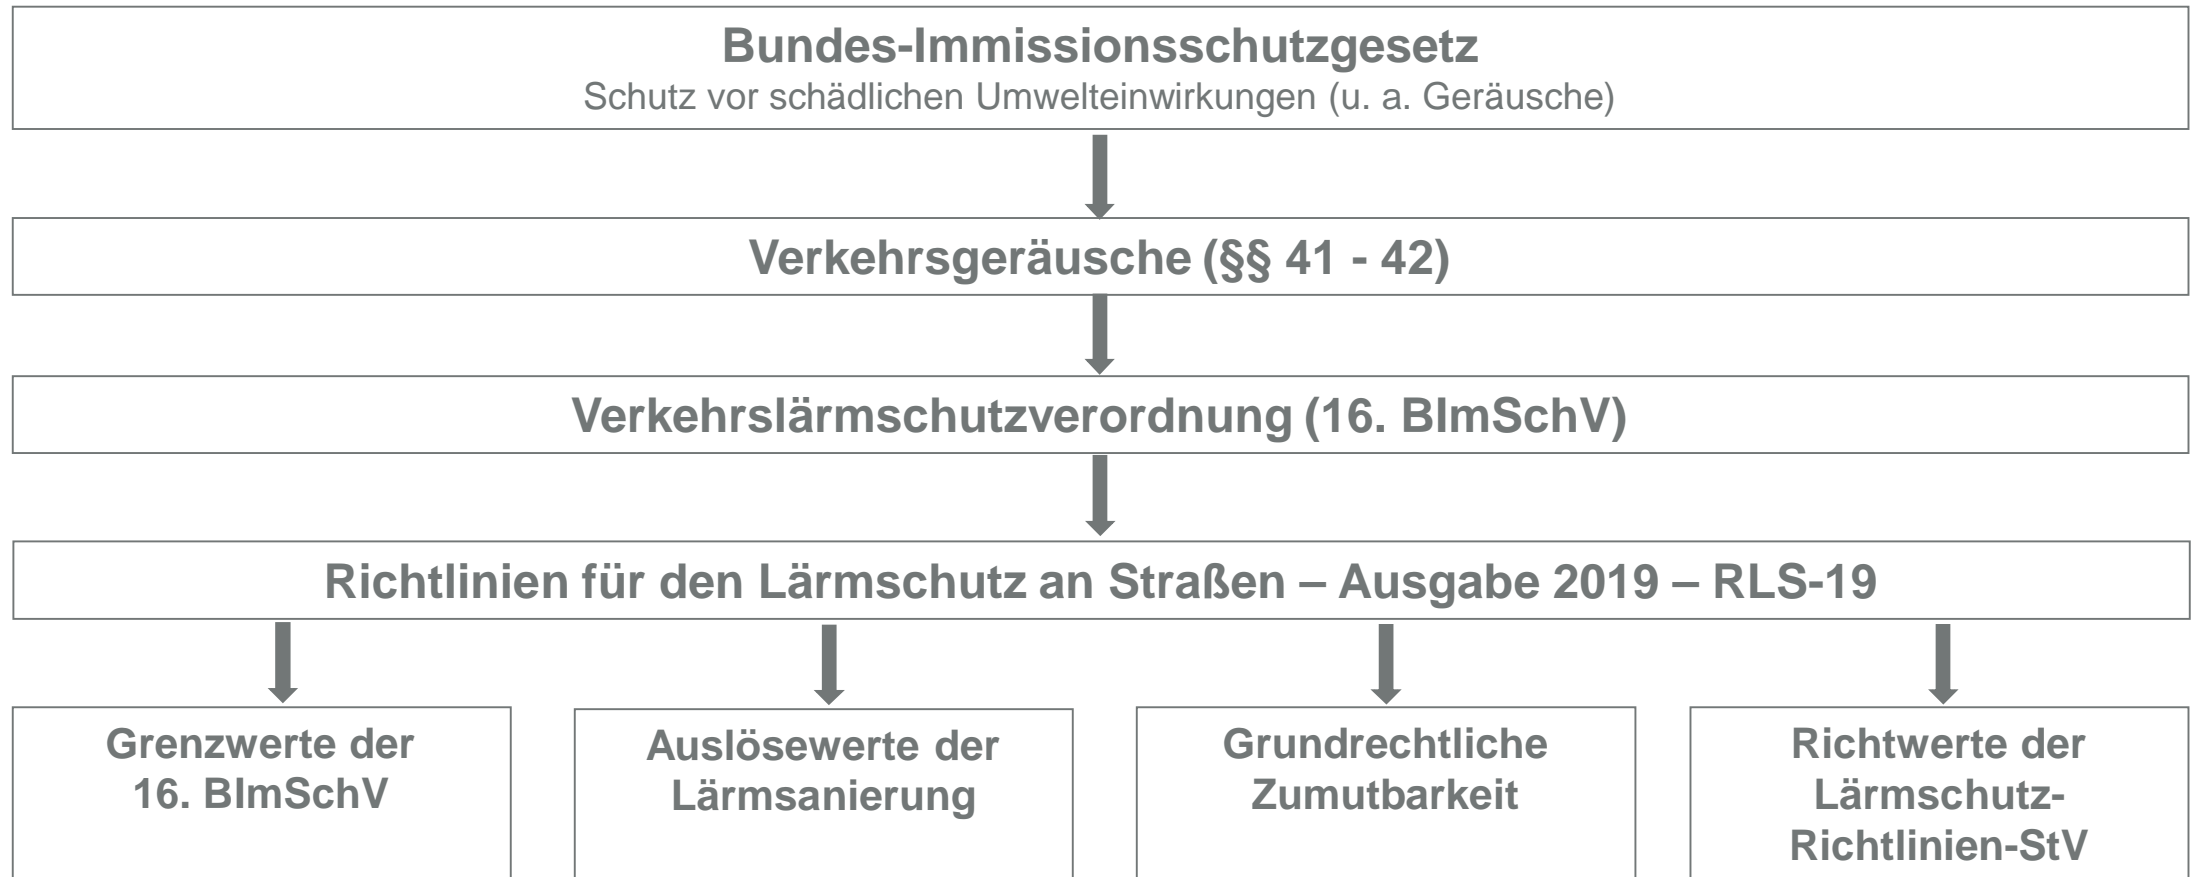 Bundes-Immissionsschutzgesetz
Schutz vor schädlichen Umwelteinwirkungen (u. a. Geräusche)
Verkehrsgeräusche (§§ 41 - 42)
Verkehrslärmschutzverordnung (16. BImSchV)
Richtlinien für den Lärmschutz an Straßen – Ausgabe 2019 – RLS-19
Grenzwerte der
16. BImSchV
Auslösewerte der
Lärmsanierung
Grundrechtliche
Zumutbarkeit
Richtwerte der
Lärmschutz-
Richtlinien-StV